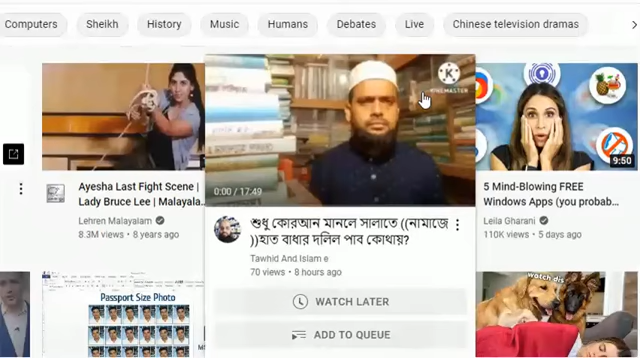 Computers
Sheikh
History
Music
Humans
Debates
Live
Chinese television dramas
KINEMASTER
0:00 / 17:49
9:50
Ayesha Last Fight Scene |
Lady Bruce Lee | Malayala...
Lehren Malayalam
8.3M views • 8 years ago
শুধু কোরআন মানলে সালাতে ((নামাজে
))হাত বাধার দলিল পাব কোথায়?
Tawhid And Islam e
70 views • 8 hours ago
5 Mind-Blowing FREE
Windows Apps (you probab...
Leila Gharani
110K views • 5 days ago
WATCH LATER
ADD TO QUEUE
Passport Size Photo
watch dis